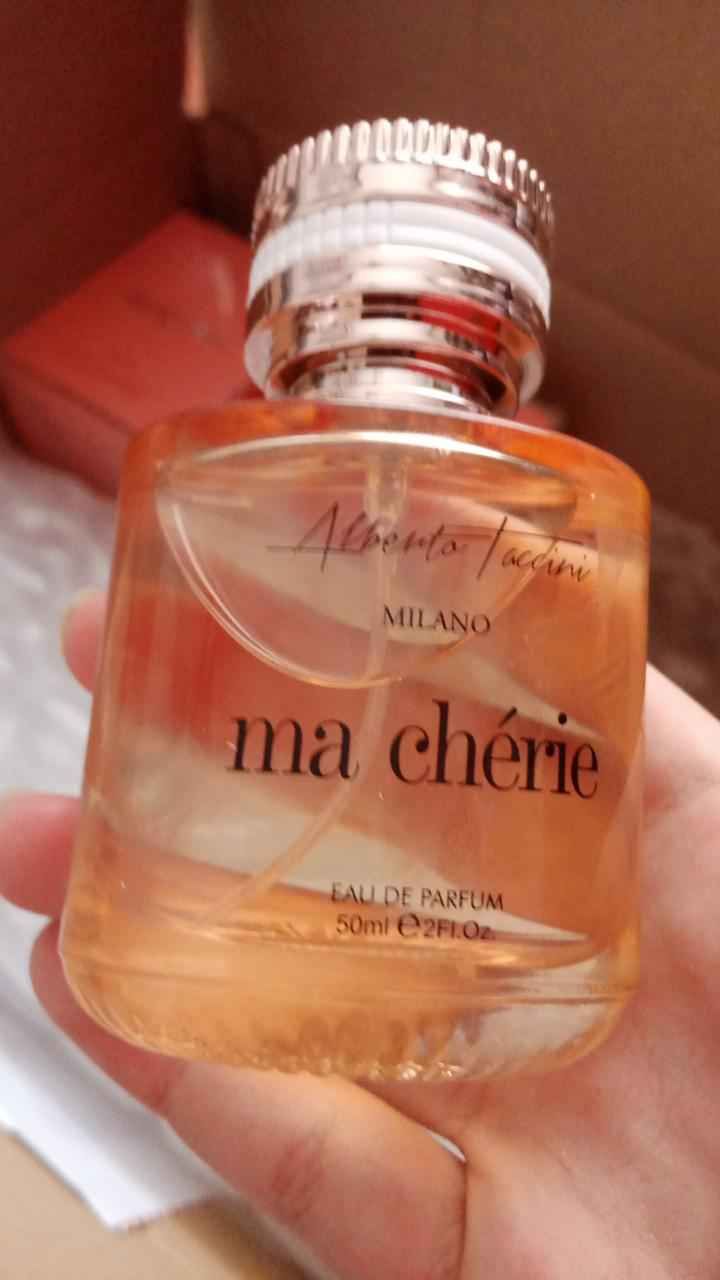 Alberto Taccini
MILANO
ma chérie
EAU DE PARFUM
50ml ℮ 2Fl.Oz.